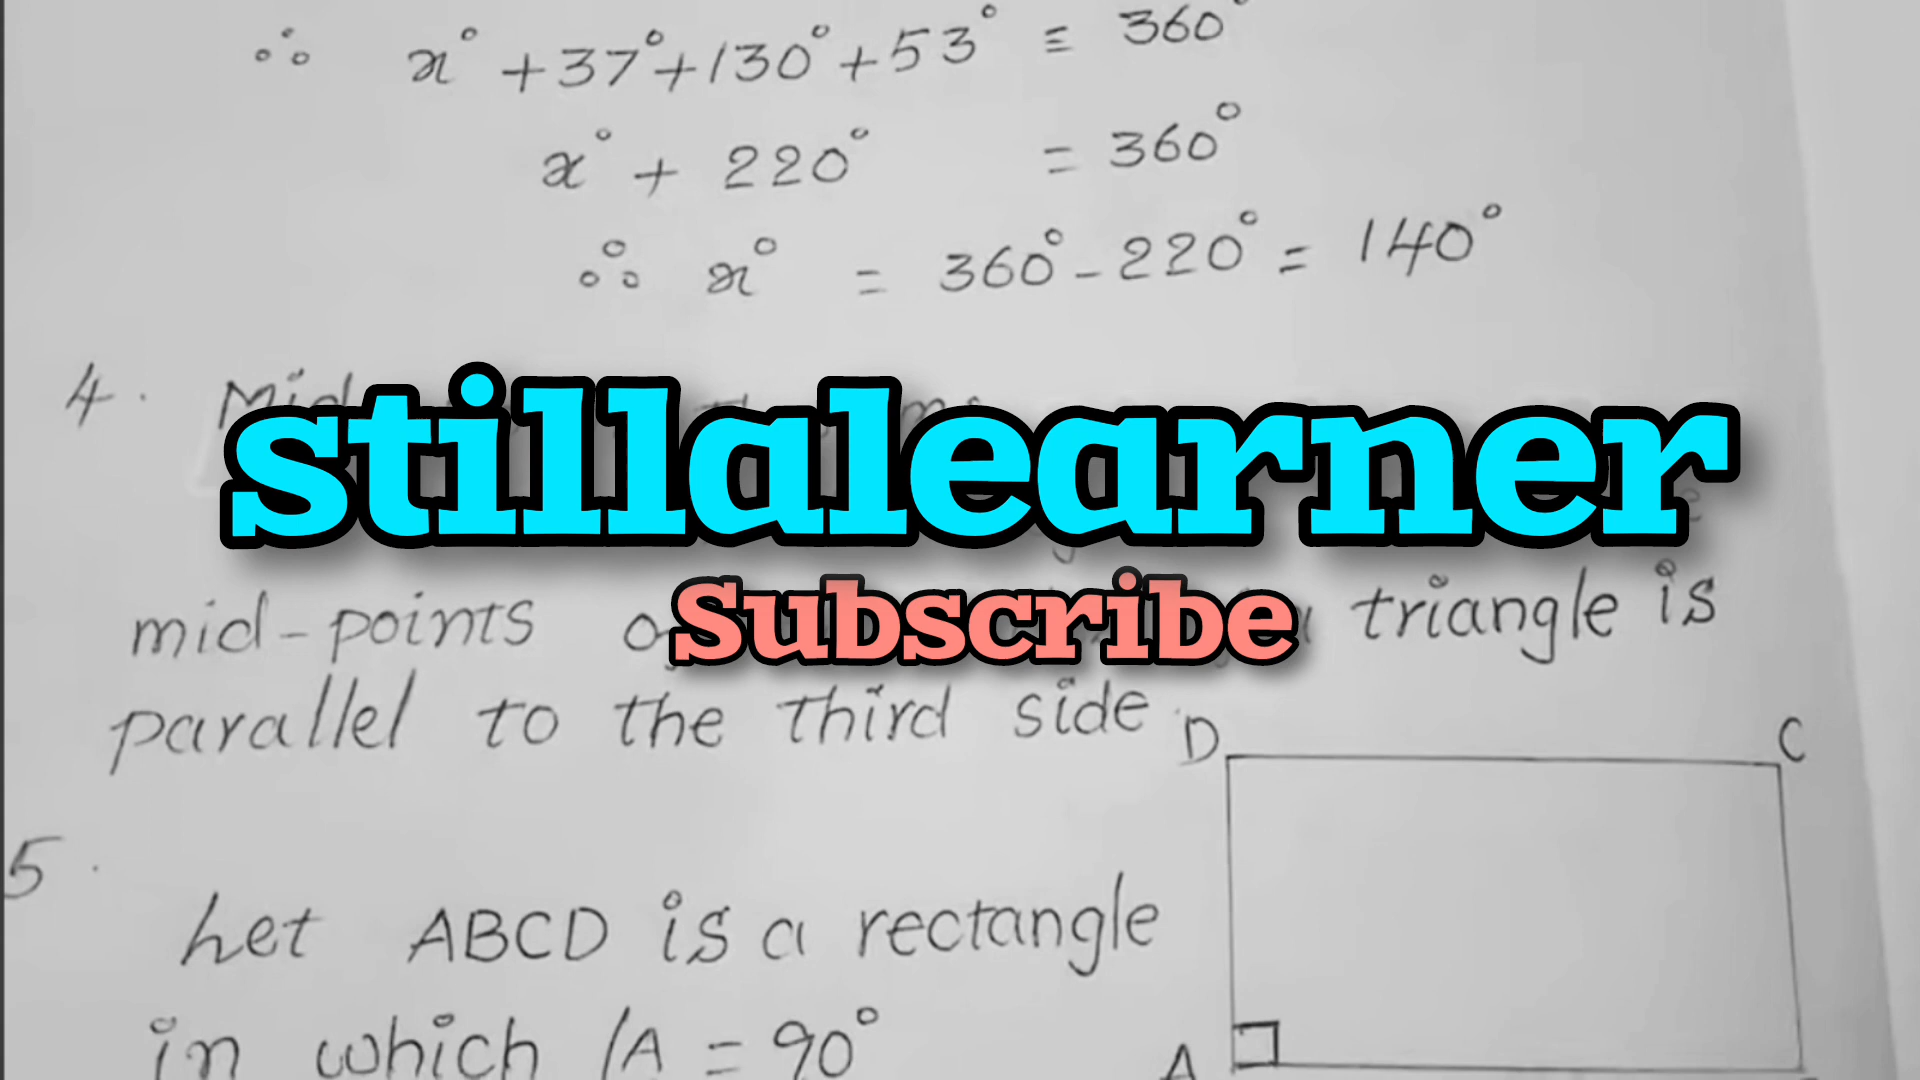 ∴ x° + 37° + 130° + 53° = 360°
x° + 220° = 360°
∴ x° = 360° - 220° = 140°
4.
stillalearner
Subscribe
mid-points triangle is
parallel to the third side
D C
5.
Let ABCD is a rectangle
in which ∠A = 90°
A